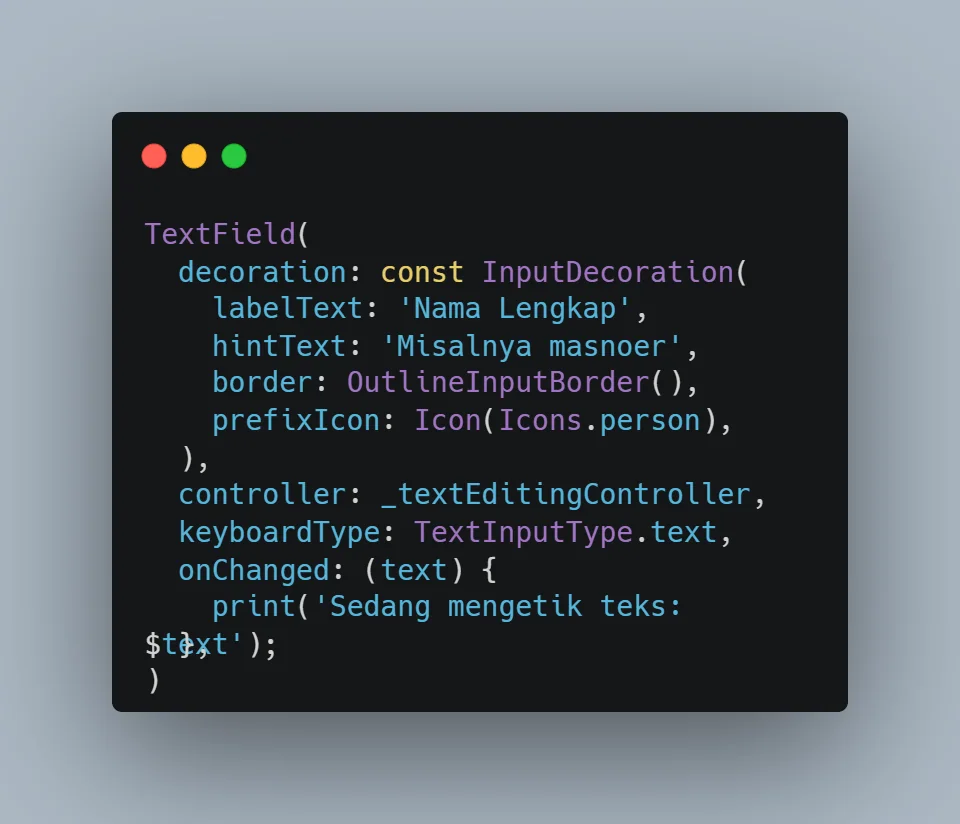 TextField(
  decoration: const InputDecoration(
    labelText: 'Nama Lengkap',
    hintText: 'Misalnya masnoer',
    border: OutlineInputBorder(),
    prefixIcon: Icon(Icons.person),
  ),
  controller: _textEditingController,
  keyboardType: TextInputType.text,
  onChanged: (text) {
    print('Sedang mengetik teks:
$text');
  },
)